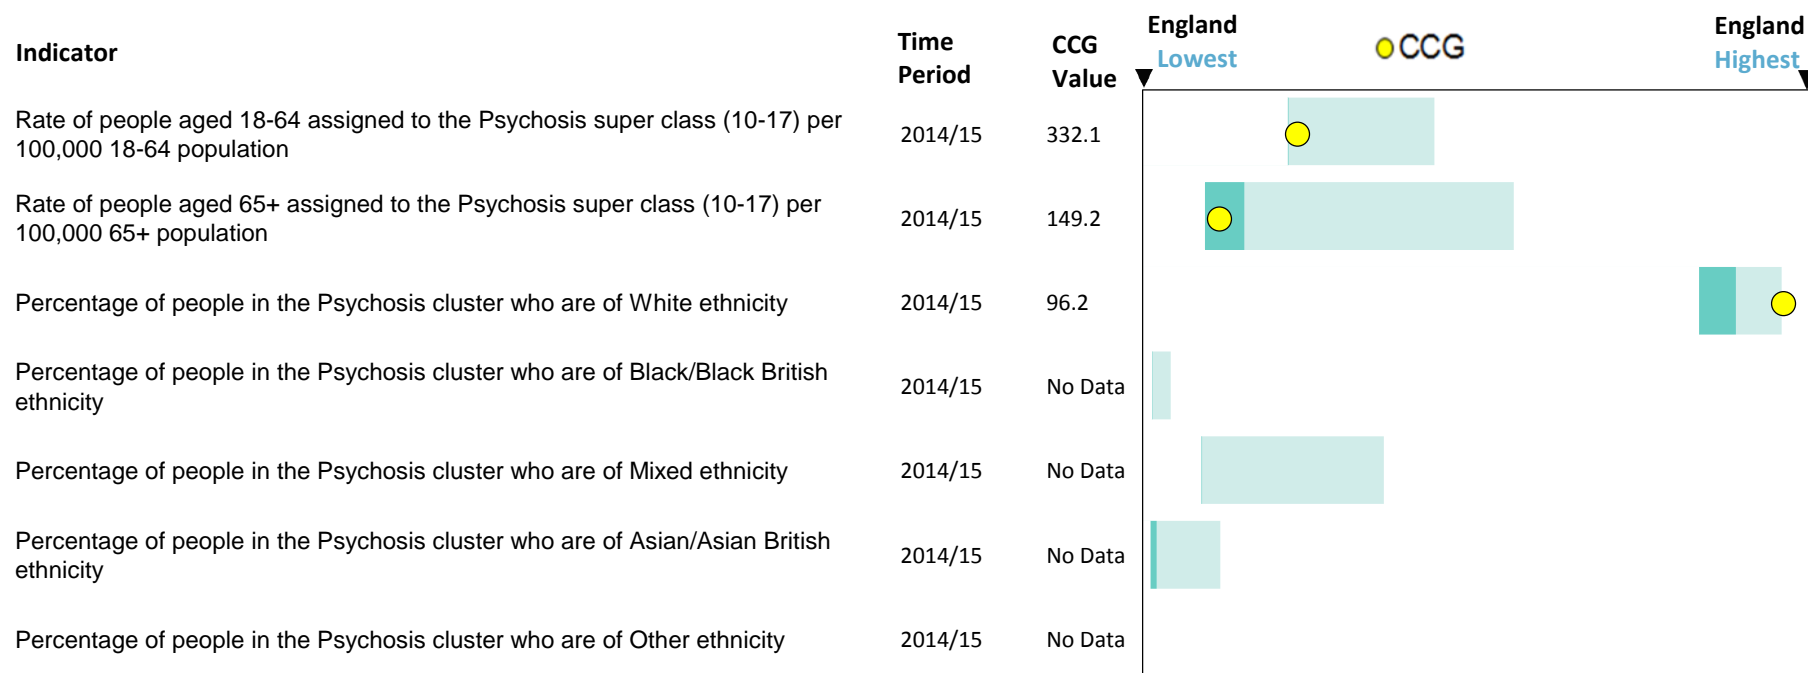 Indicator
Time Period
CCG Value
England Lowest
CCG
England Highest
Rate of people aged 18-64 assigned to the Psychosis super class (10-17) per
100,000 18-64 population
2014/15
332.1
Rate of people aged 65+ assigned to the Psychosis super class (10-17) per
100,000 65+ population
2014/15
149.2
Percentage of people in the Psychosis cluster who are of White ethnicity
2014/15
96.2
Percentage of people in the Psychosis cluster who are of Black/Black British
ethnicity
2014/15
No Data
Percentage of people in the Psychosis cluster who are of Mixed ethnicity
2014/15
No Data
Percentage of people in the Psychosis cluster who are of Asian/Asian British
ethnicity
2014/15
No Data
Percentage of people in the Psychosis cluster who are of Other ethnicity
2014/15
No Data